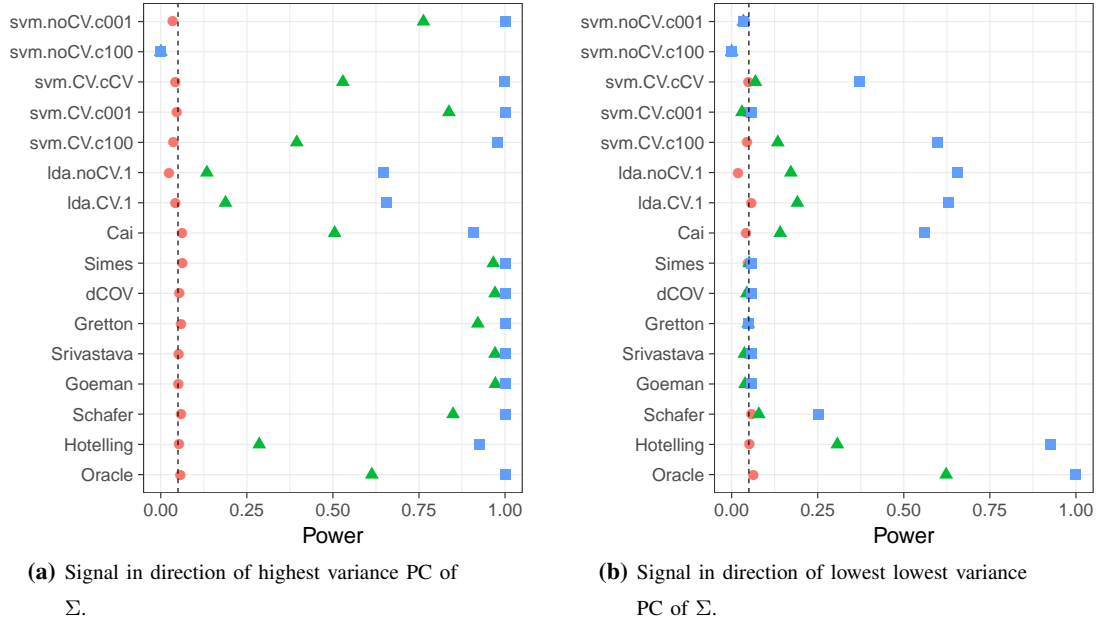 svm.noCV.c001
svm.noCV.c100
svm.CV.cCV
svm.CV.c001
svm.CV.c100
lda.noCV.1
lda.CV.1
Cai
Simes
dCOV
Gretton
Srivastava
Goeman
Schafer
Hotelling
Oracle
0.00 0.25 0.50 0.75 1.00
Power
(a) Signal in direction of highest variance PC of
Σ.
svm.noCV.c001
svm.noCV.c100
svm.CV.cCV
svm.CV.c001
svm.CV.c100
lda.noCV.1
lda.CV.1
Cai
Simes
dCOV
Gretton
Srivastava
Goeman
Schafer
Hotelling
Oracle
0.00 0.25 0.50 0.75 1.00
Power
(b) Signal in direction of lowest lowest variance
PC of Σ.